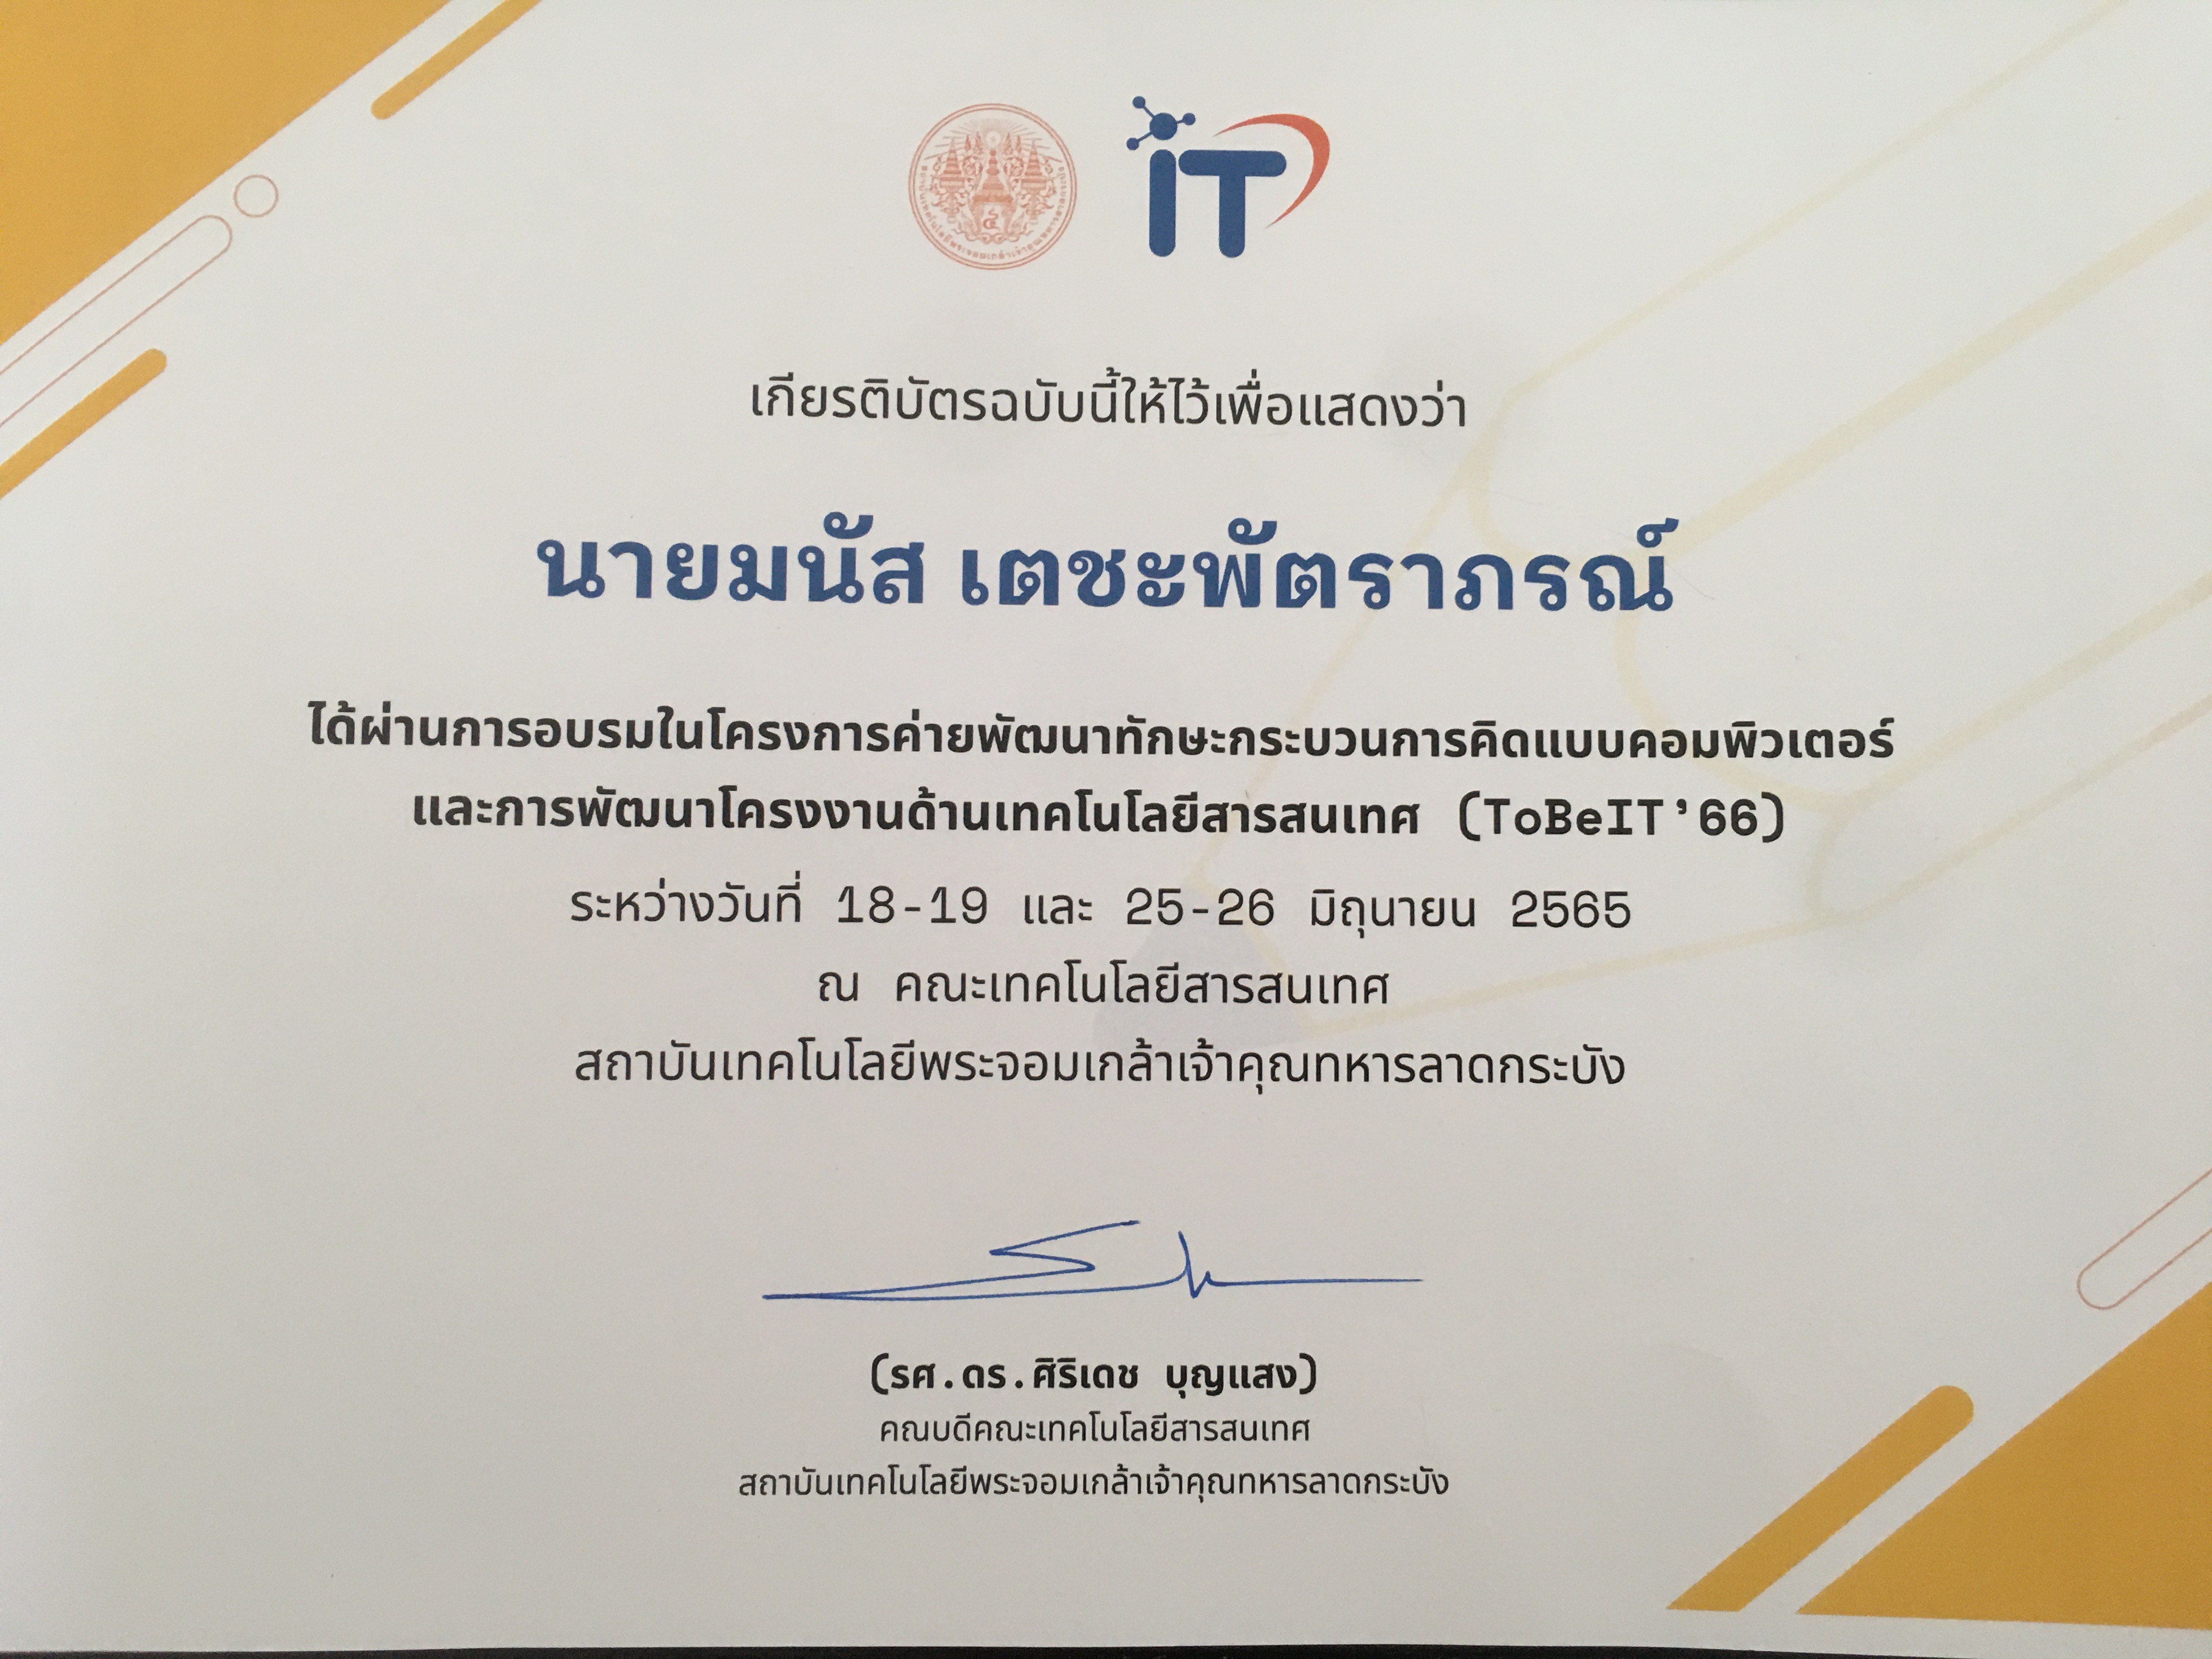 IT
เกียรติบัตรฉบับนี้ให้ไว้เพื่อแสดงว่า
นายมนัส เตชะพัตราภรณ์
ได้ผ่านการอบรมในโครงการค่ายพัฒนาทักษะกระบวนการคิดแบบคอมพิวเตอร์
และการพัฒนาโครงงานด้านเทคโนโลยีสารสนเทศ (ToBeIT'66)
ระหว่างวันที่ 18-19 และ 25-26 มิถุนายน 2565
ณ คณะเทคโนโลยีสารสนเทศ
สถาบันเทคโนโลยีพระจอมเกล้าเจ้าคุณทหารลาดกระบัง
(รศ.ดร.ศิริเดช บุญแสง)
คณบดีคณะเทคโนโลยีสารสนเทศ
สถาบันเทคโนโลยีพระจอมเกล้าเจ้าคุณทหารลาดกระบัง